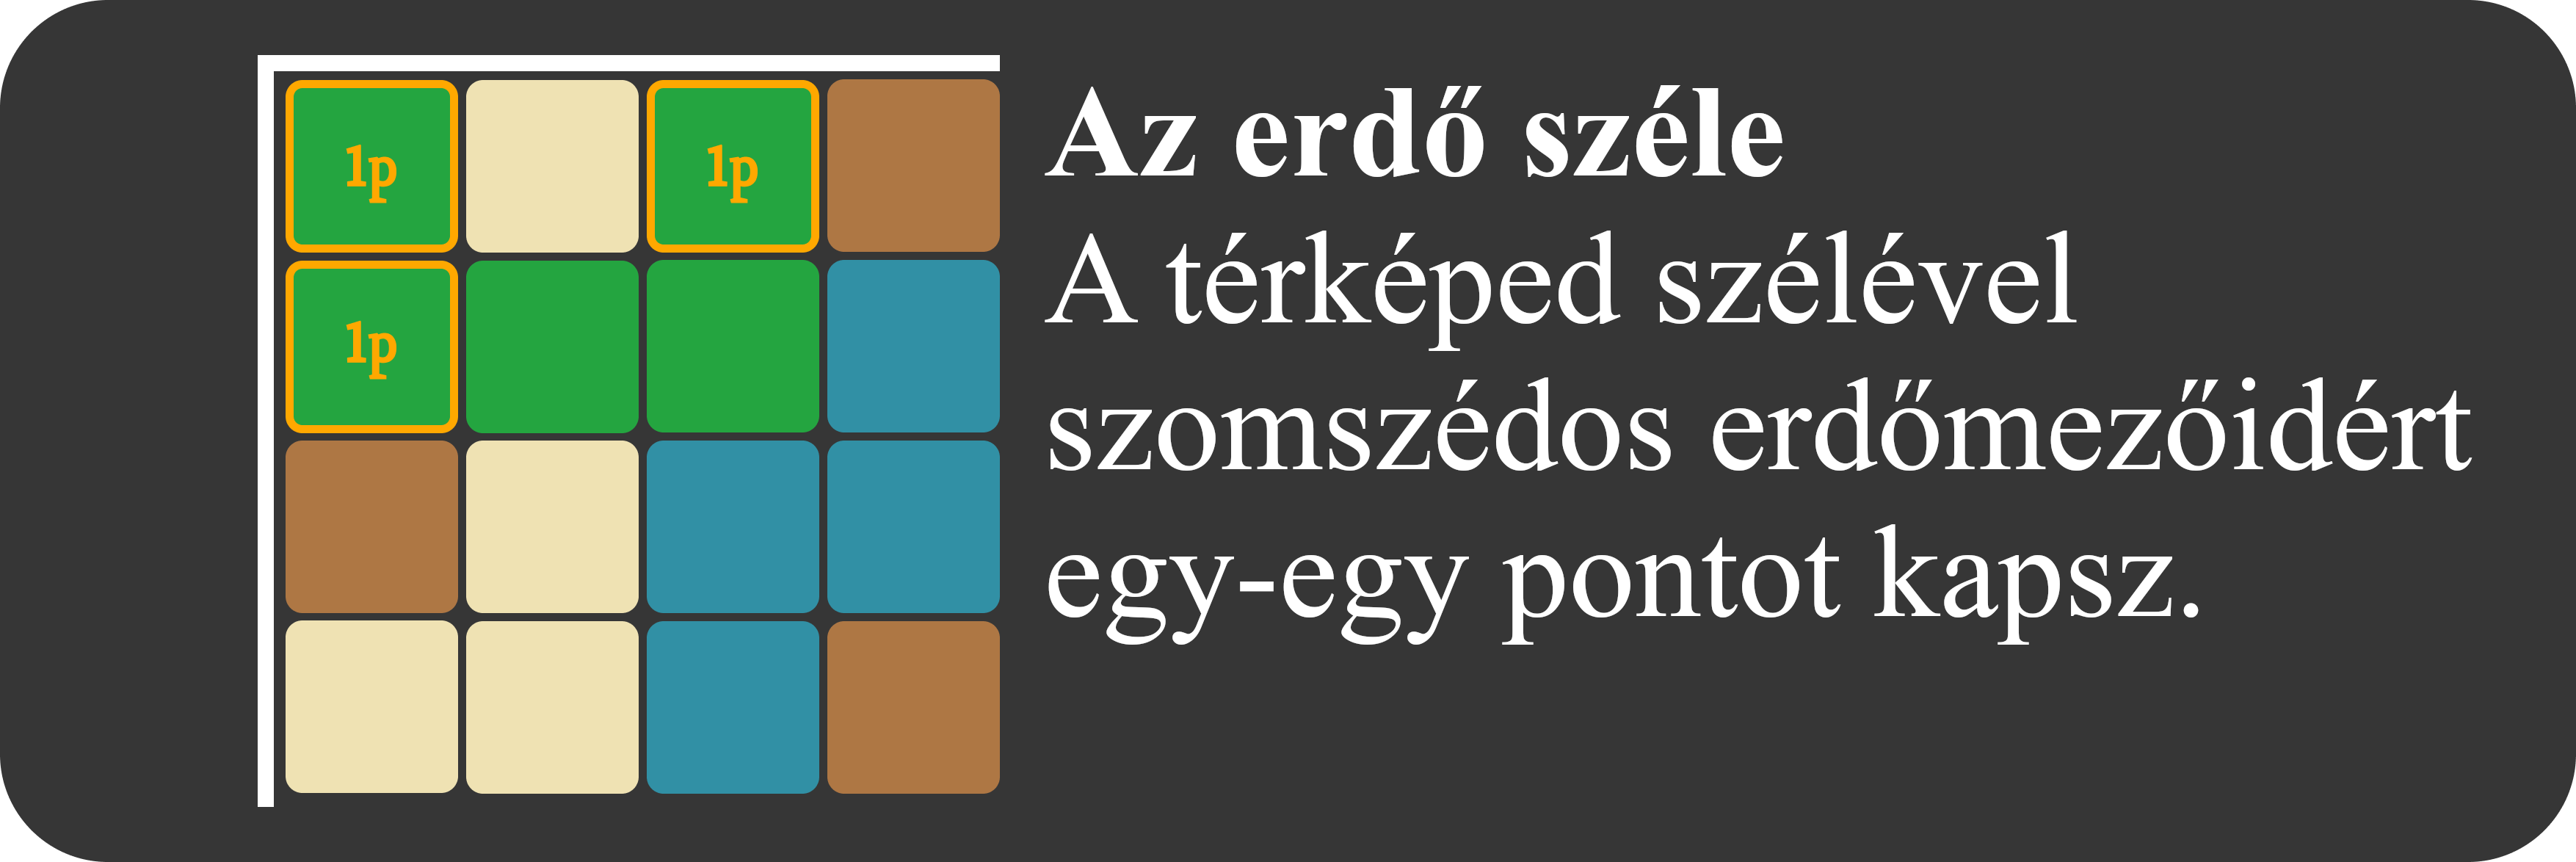 1p 1p
1p
Az erdő széle
A térképed szélével
szomszédos erdőmezőidért
egy-egy pontot kapsz.